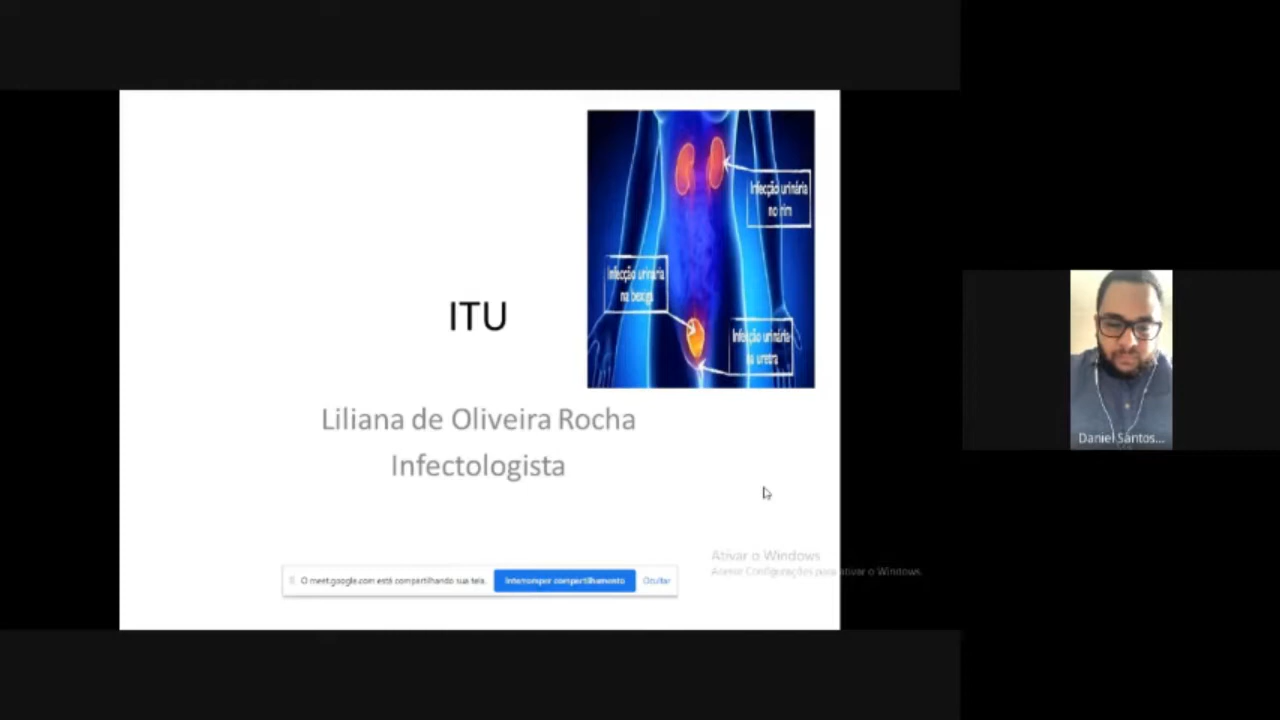 Infecção urinária
no rim
Infecção urinária
na bexiga
ITU
Infecção urinária
na uretra
Liliana de Oliveira Rocha
Infectologista
Daniel Santos...
Ativar o Windows
Acesse Configurações para ativar o Windows.
O meet.google.com está compartilhando sua tela.
Interromper compartilhamento
Ocultar